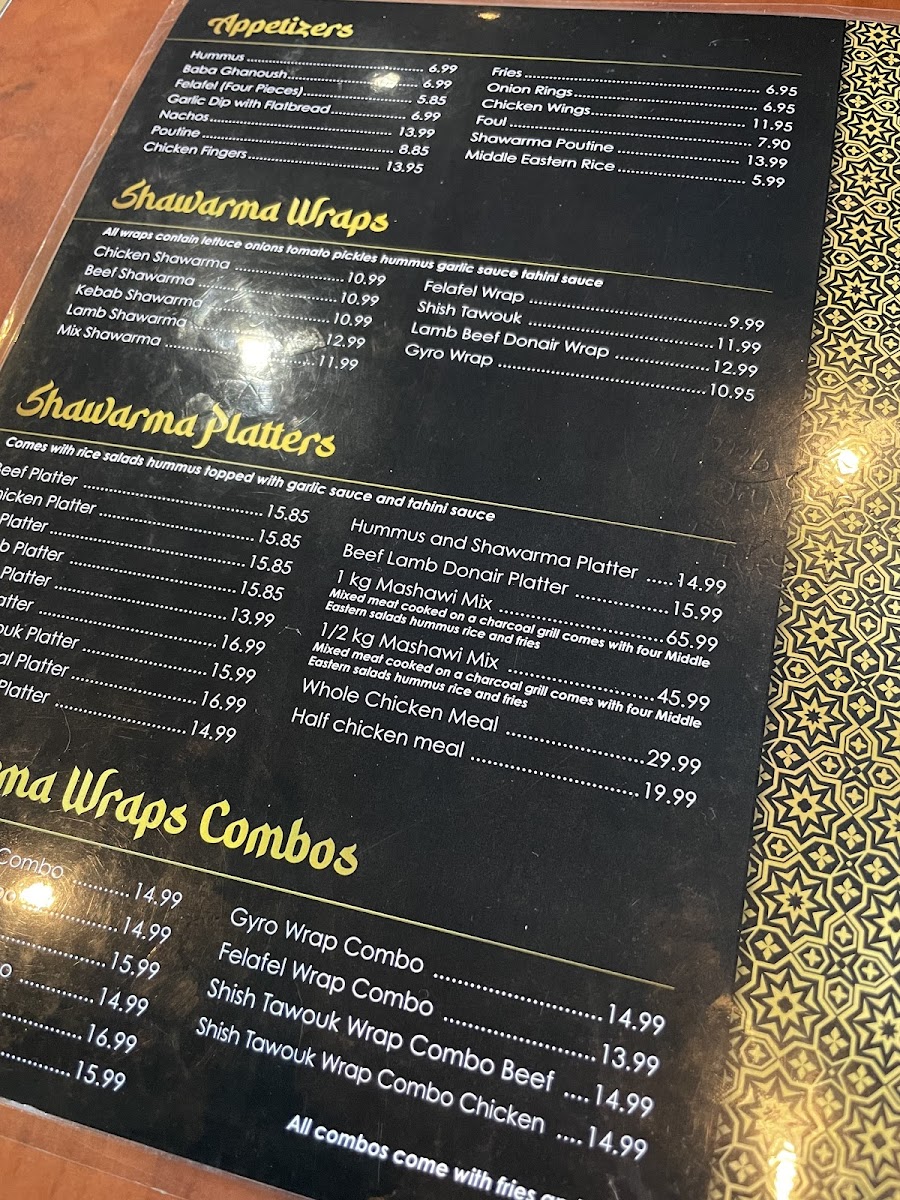 Appetizers
Hummus 6.99
Baba Ghanoush 6.99
Felafel (Four Pieces) 5.85
Garlic Dip with Flatbread 6.99
Nachos 13.99
Poutine 8.85
Chicken Fingers 13.95
Fries 6.95
Onion Rings 6.95
Chicken Wings 11.95
Foul 7.90
Shawarma Poutine 13.99
Middle Eastern Rice 5.99
Shawarma Wraps
All wraps contain lettuce onions tomato pickles hummus garlic sauce tahini sauce
Chicken Shawarma 10.99
Beef Shawarma 10.99
Kebab Shawarma 10.99
Lamb Shawarma 12.99
Mix Shawarma 11.99
Felafel Wrap 9.99
Shish Tawouk 11.99
Lamb Beef Donair Wrap 12.99
Gyro Wrap 10.95
Shawarma Platters
Comes with rice salads hummus topped with garlic sauce and tahini sauce
Beef Platter 15.85
hicken Platter 15.85
Platter 15.85
b Platter 15.85
Platter 13.99
atter 16.99
ouk Platter 15.99
al Platter 16.99
Platter 14.99
Hummus and Shawarma Platter 14.99
Beef Lamb Donair Platter 15.99
1 kg Mashawi Mix 65.99
Mixed meat cooked on a charcoal grill comes with four Middle
Eastern salads hummus rice and fries
1/2 kg Mashawi Mix 45.99
Mixed meat cooked on a charcoal grill comes with four Middle
Eastern salads hummus rice and fries
Whole Chicken Meal 29.99
Half chicken meal 19.99
ma Wraps Combos
Combo 14.99
14.99
15.99
14.99
16.99
15.99
Gyro Wrap Combo 14.99
Felafel Wrap Combo 13.99
Shish Tawouk Wrap Combo Beef 14.99
Shish Tawouk Wrap Combo Chicken 14.99
All combos come with fries